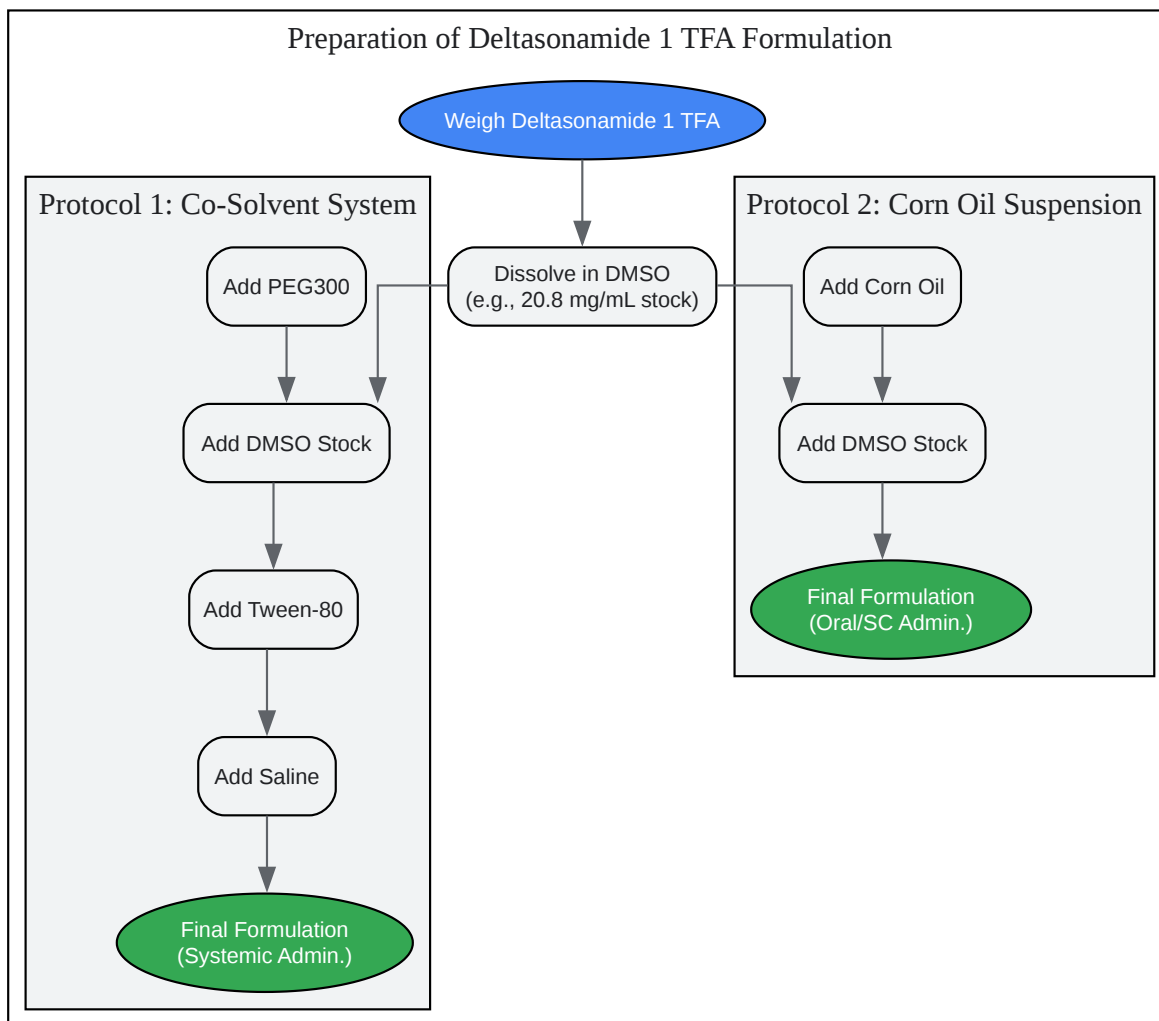 Preparation of Deltasonamide 1 TFA Formulation
Weigh Deltasonamide 1 TFA
Dissolve in DMSO
(e.g., 20.8 mg/mL stock)
Protocol 1: Co-Solvent System
Add PEG300
Add DMSO Stock
Add Tween-80
Add Saline
Final Formulation
(Systemic Admin.)
Protocol 2: Corn Oil Suspension
Add Corn Oil
Add DMSO Stock
Final Formulation
(Oral/SC Admin.)